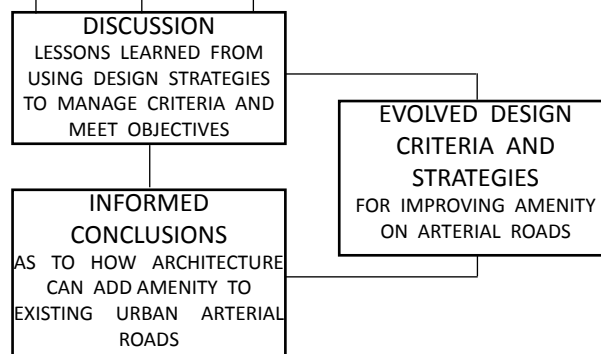 DISCUSSION
LESSONS LEARNED FROM
USING DESIGN STRATEGIES
TO MANAGE CRITERIA AND
MEET OBJECTIVES
EVOLVED DESIGN
CRITERIA AND
STRATEGIES
FOR IMPROVING AMENITY
ON ARTERIAL ROADS
INFORMED
CONCLUSIONS
AS TO HOW ARCHITECTURE
CAN ADD AMENITY TO
EXISTING URBAN ARTERIAL
ROADS